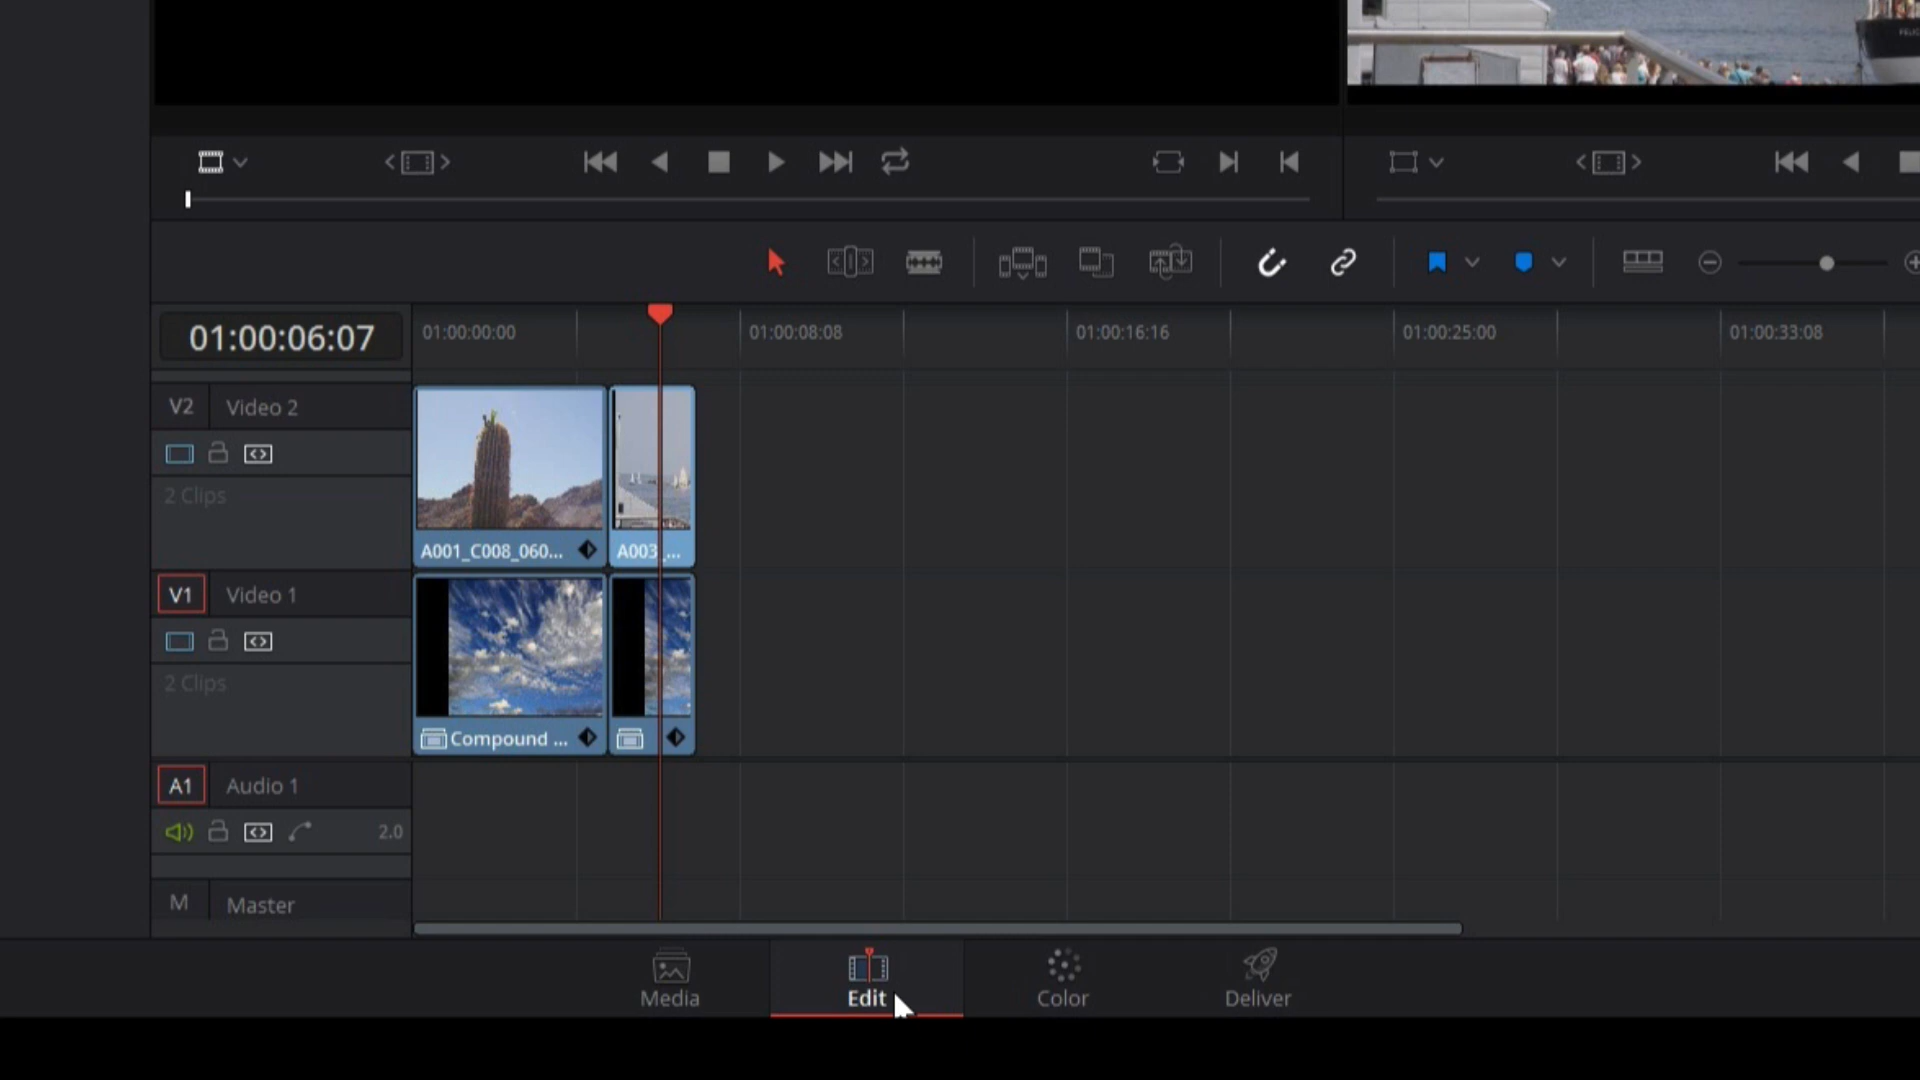 01:00:06:07
01:00:00:00
01:00:08:08
01:00:16:16
01:00:25:00
01:00:33:08
V2
Video 2
2 Clips
A001_C008_060...
A003_...
V1
Video 1
2 Clips
Compound ...
A1
Audio 1
2.0
M
Master
Media
Edit
Color
Deliver